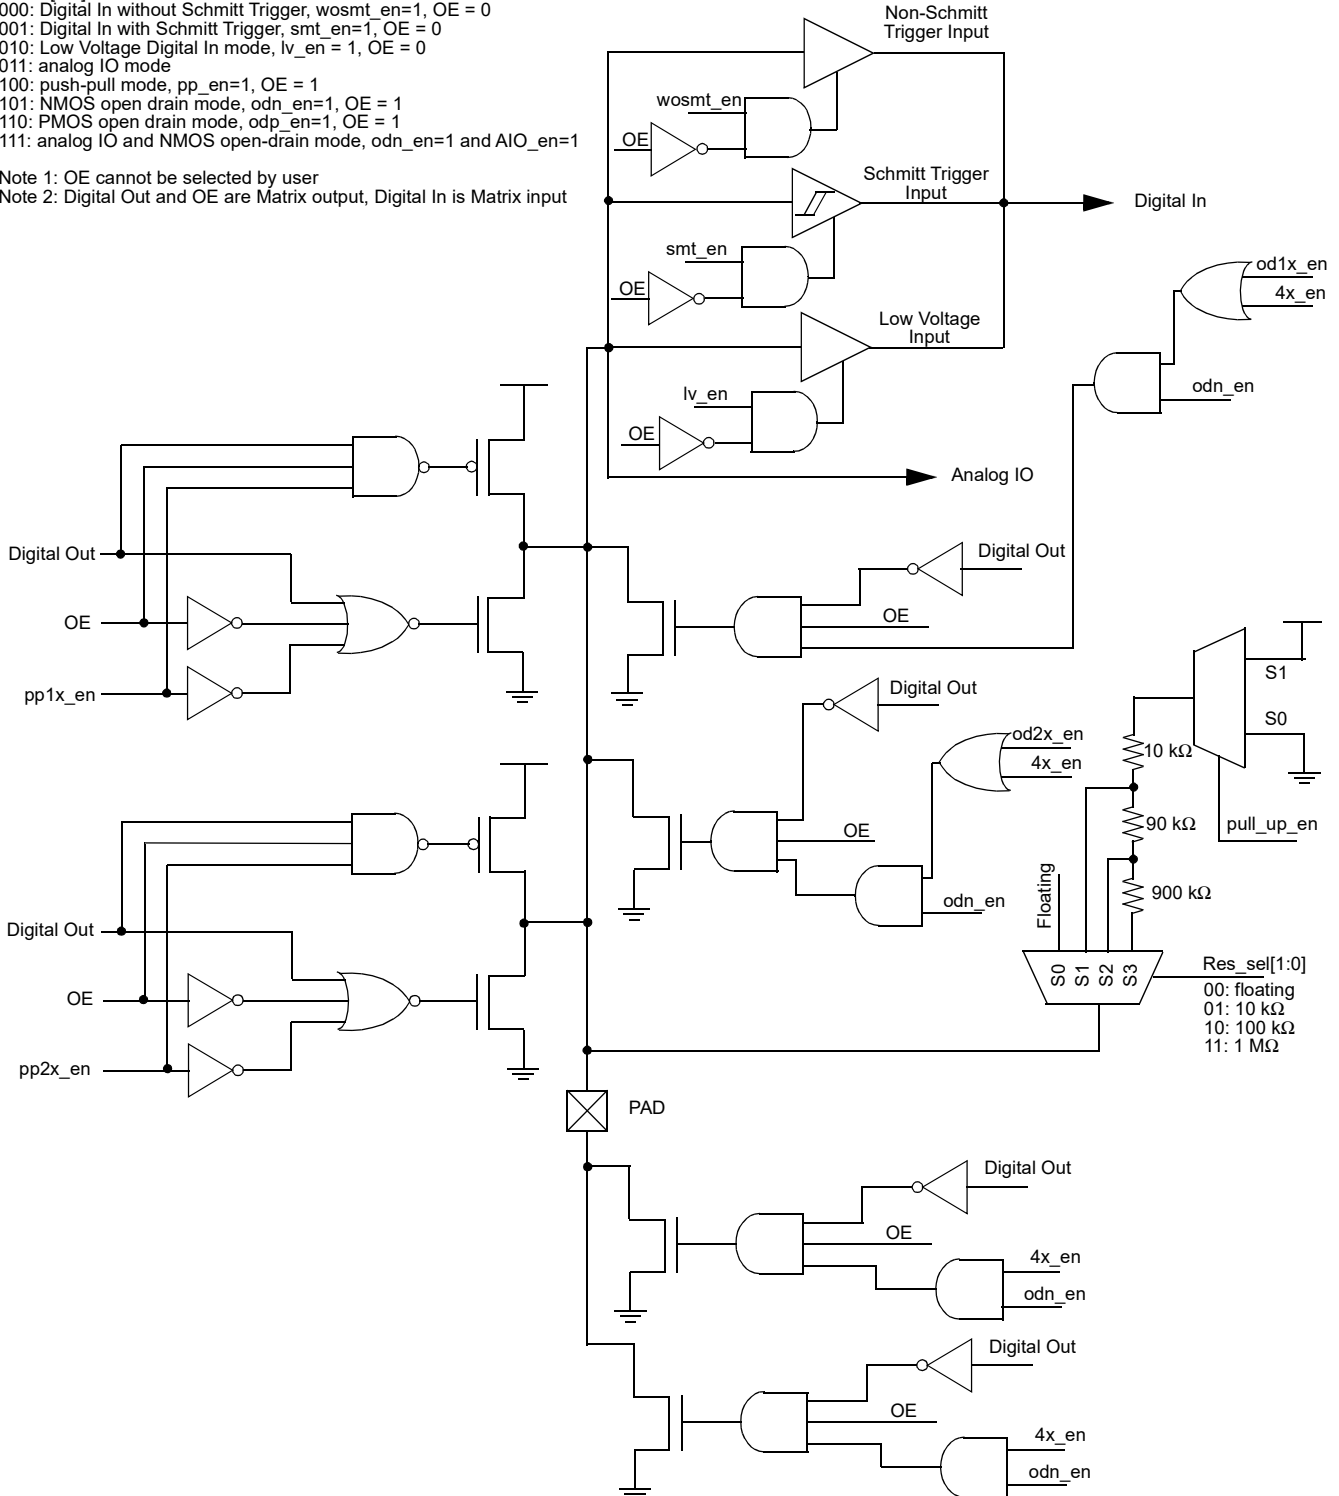 000: Digital In without Schmitt Trigger, wosmt_en=1, OE = 0
001: Digital In with Schmitt Trigger, smt_en=1, OE = 0
010: Low Voltage Digital In mode, lv_en = 1, OE = 0
011: analog IO mode
100: push-pull mode, pp_en=1, OE = 1
101: NMOS open drain mode, odn_en=1, OE = 1
110: PMOS open drain mode, odp_en=1, OE = 1
111: analog IO and NMOS open-drain mode, odn_en=1 and AIO_en=1
Note 1: OE cannot be selected by user
Note 2: Digital Out and OE are Matrix output, Digital In is Matrix input
Non-Schmitt
Trigger Input
wosmt_en
OE
Schmitt Trigger
Input
Digital In
smt_en
OE
Low Voltage
Input
lv_en
OE
Analog IO
od1x_en
4x_en
odn_en
Digital Out
OE
pp1x_en
Digital Out
OE
S1
S0
10 kΩ
90 kΩ
900 kΩ
pull_up_en
Digital Out
od2x_en
4x_en
OE
odn_en
Floating
S0
S1
S2
S3
Res_sel[1:0]
00: floating
01: 10 kΩ
10: 100 kΩ
11: 1 MΩ
Digital Out
OE
pp2x_en
PAD
Digital Out
OE
4x_en
odn_en
Digital Out
OE
4x_en
odn_en